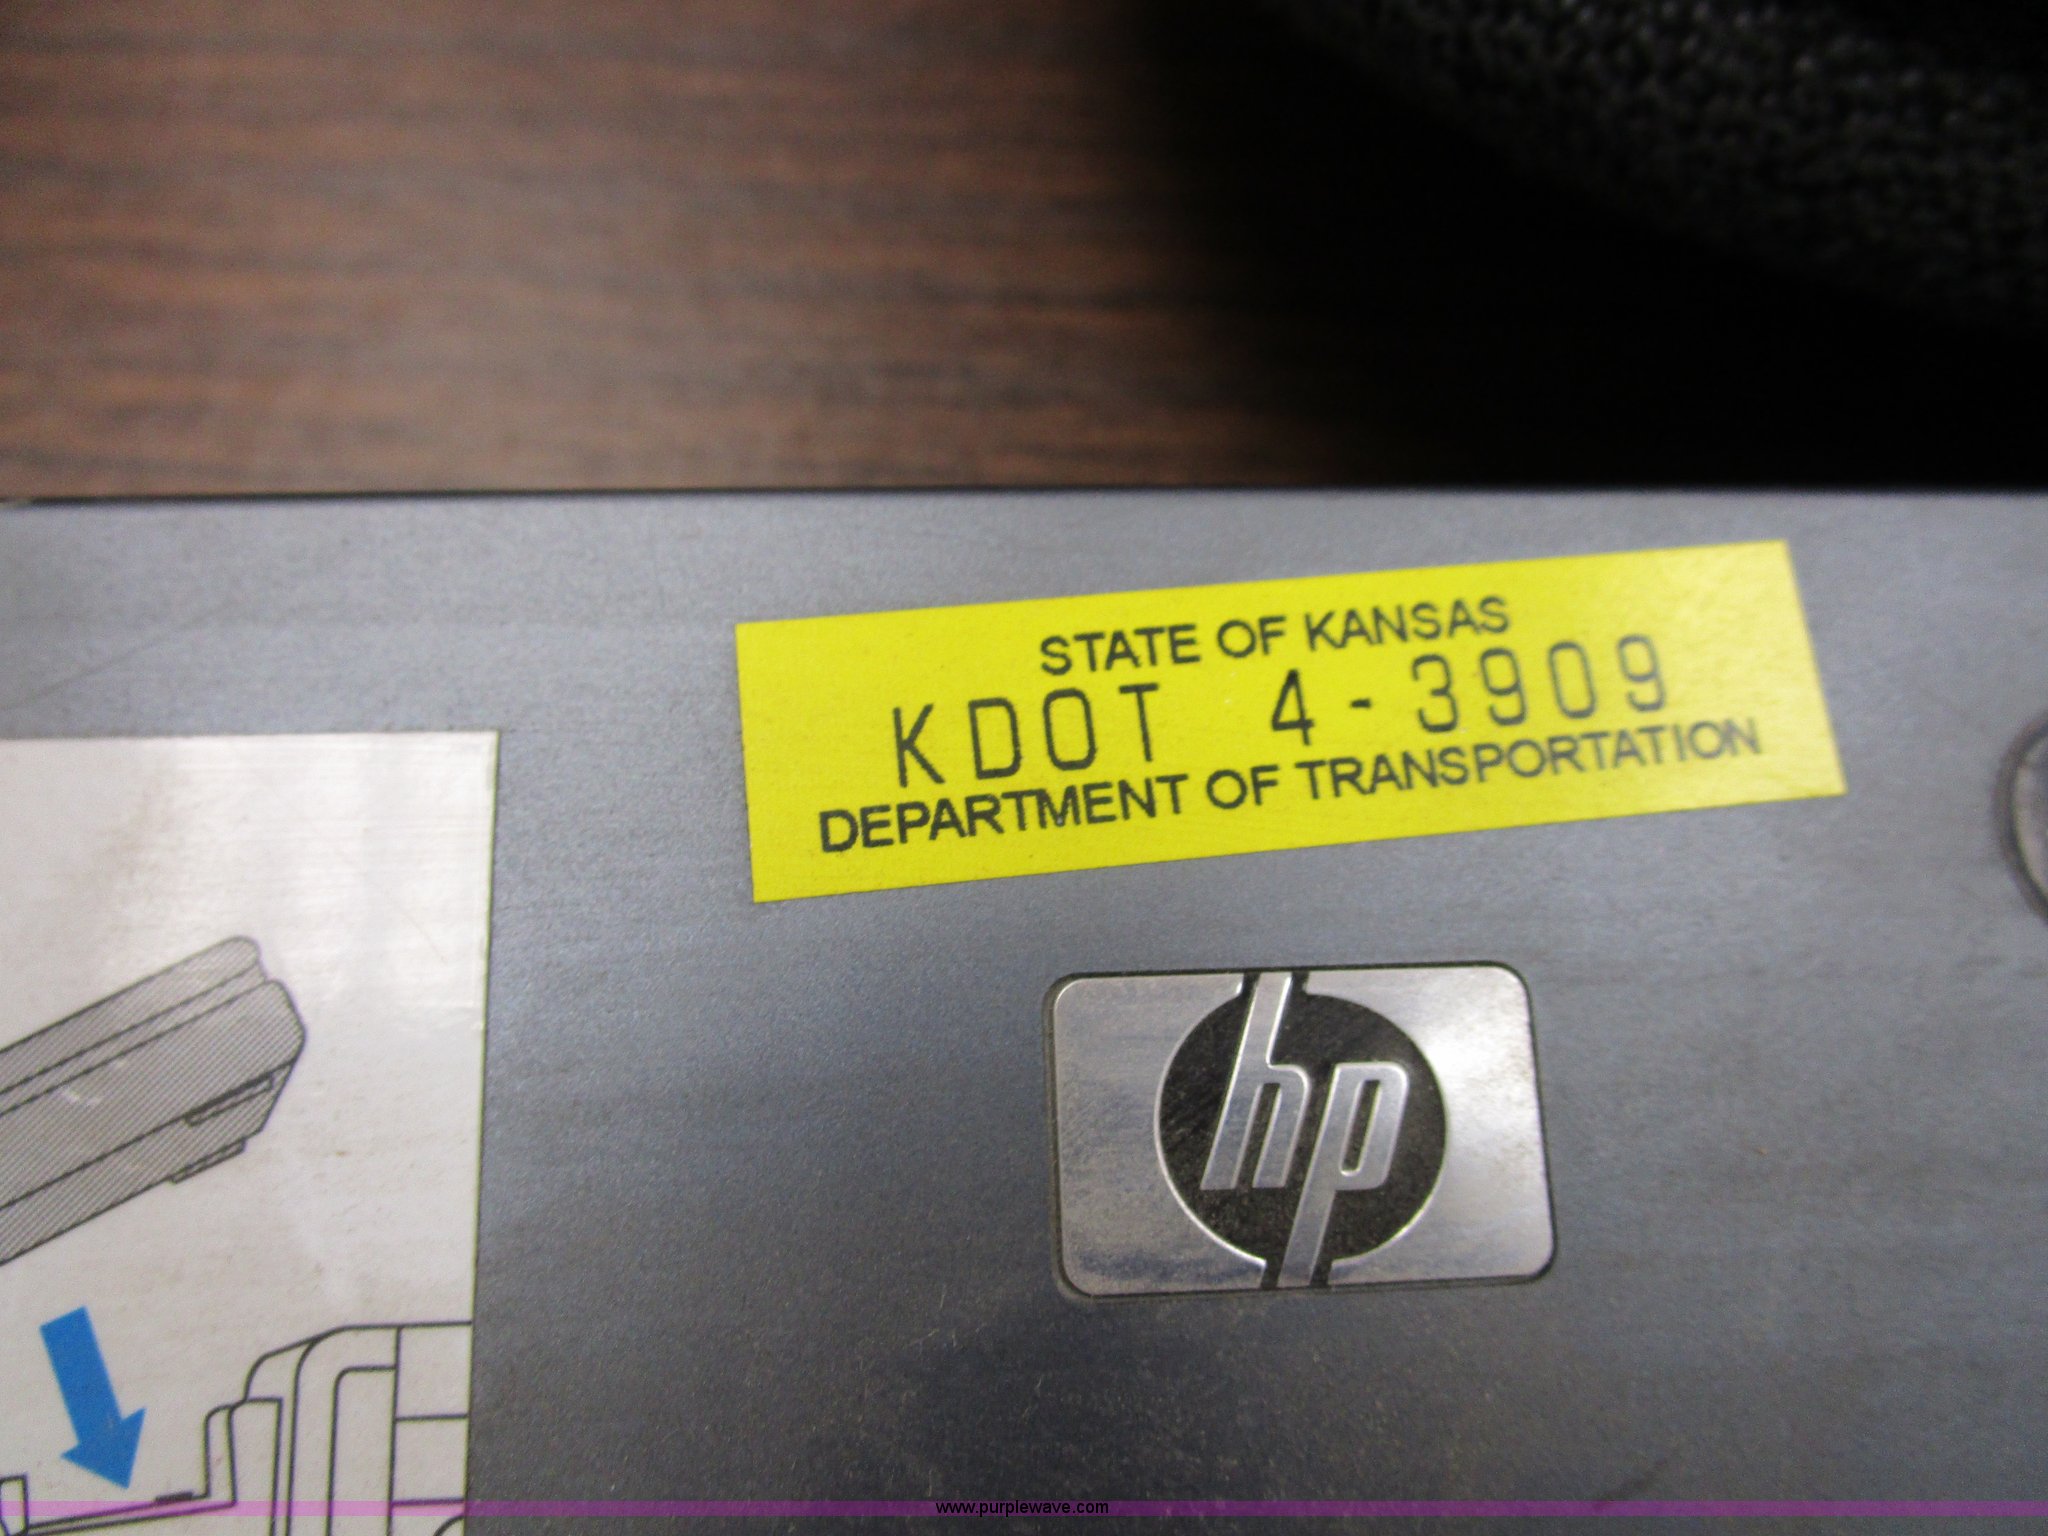 STATE OF KANSAS
KDOT 4-3909
DEPARTMENT OF TRANSPORTATION
hp
www.purplewave.com